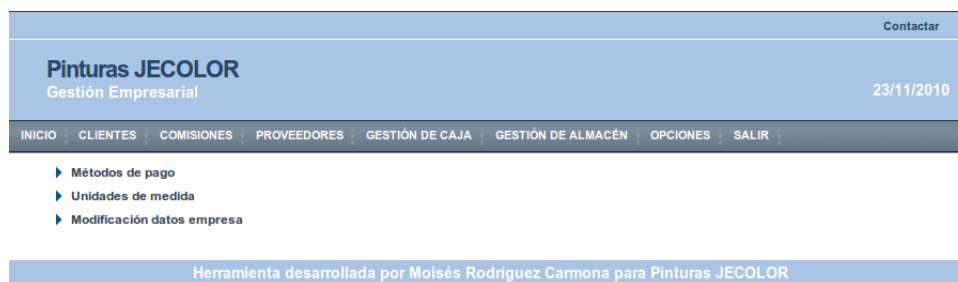 Contactar
Pinturas JECOLOR
Gestión Empresarial
23/11/2010
INICIO CLIENTES COMISIONES PROVEEDORES GESTIÓN DE CAJA GESTIÓN DE ALMACÉN OPCIONES SALIR
Métodos de pago
Unidades de medida
Modificación datos empresa
Herramienta desarrollada por Moisés Rodríguez Carmona para Pinturas JECOLOR